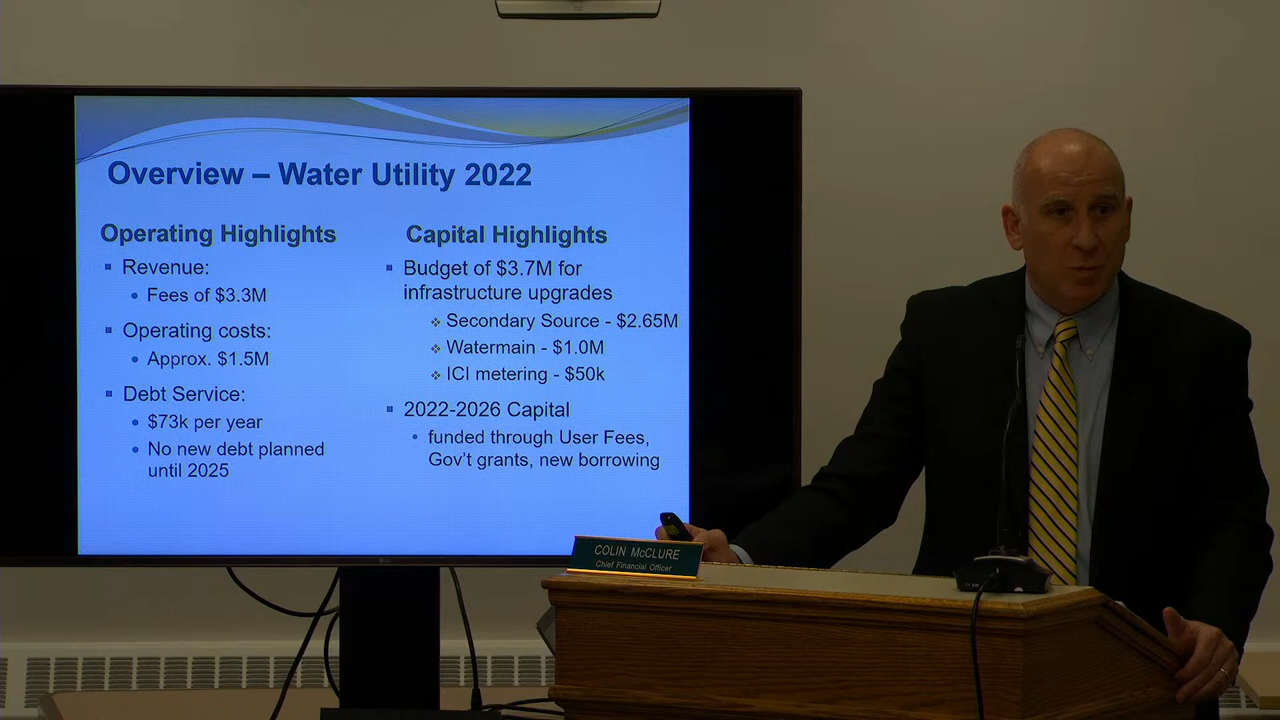 Overview – Water Utility 2022
Operating Highlights
Revenue:
Fees of $3.3M
Operating costs:
Approx. $1.5M
Debt Service:
$73k per year
No new debt planned
until 2025
Capital Highlights
Budget of $3.7M for
infrastructure upgrades
Secondary Source - $2.65M
Watermain - $1.0M
ICI metering - $50k
2022-2026 Capital
funded through User Fees,
Gov't grants, new borrowing
COLIN McCLURE
Chief Financial Officer